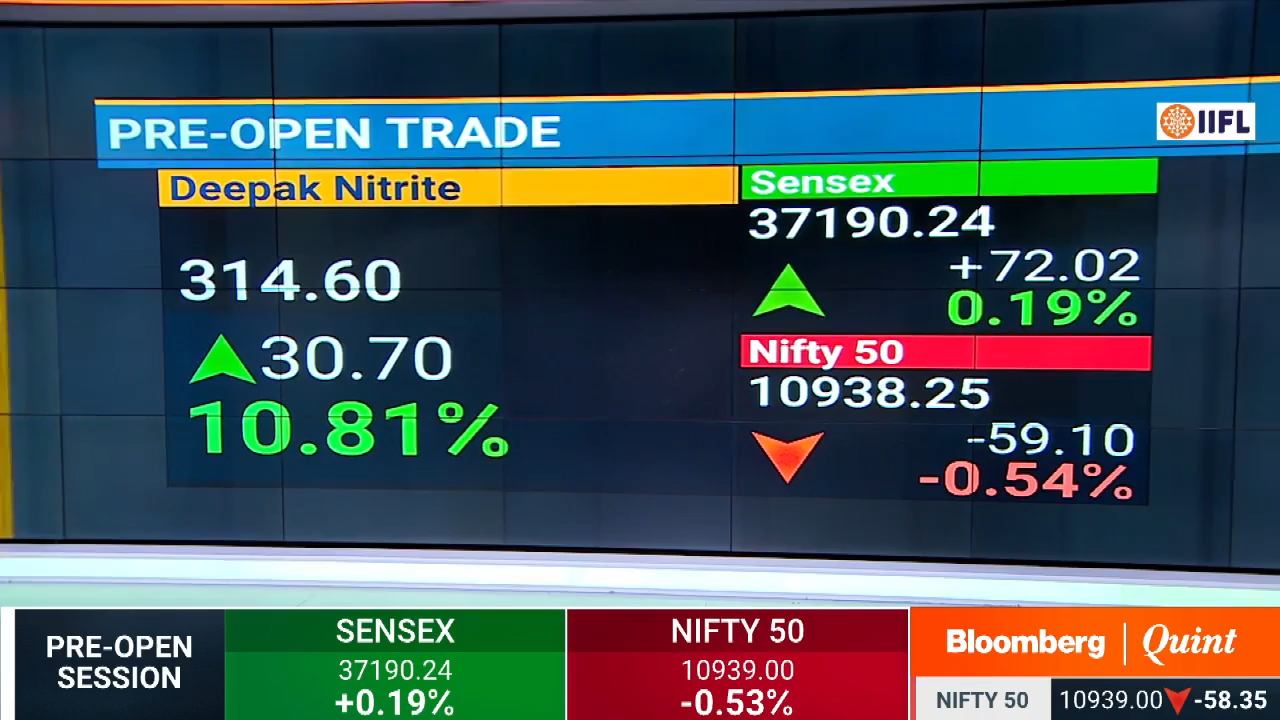 PRE-OPEN TRADE
IIFL
Deepak Nitrite
314.60
30.70
10.81%
Sensex
37190.24
+72.02
0.19%
Nifty 50
10938.25
-59.10
-0.54%
PRE-OPEN
SESSION
SENSEX
37190.24
+0.19%
NIFTY 50
10939.00
-0.53%
Bloomberg | Quint
NIFTY 50 10939.00 -58.35